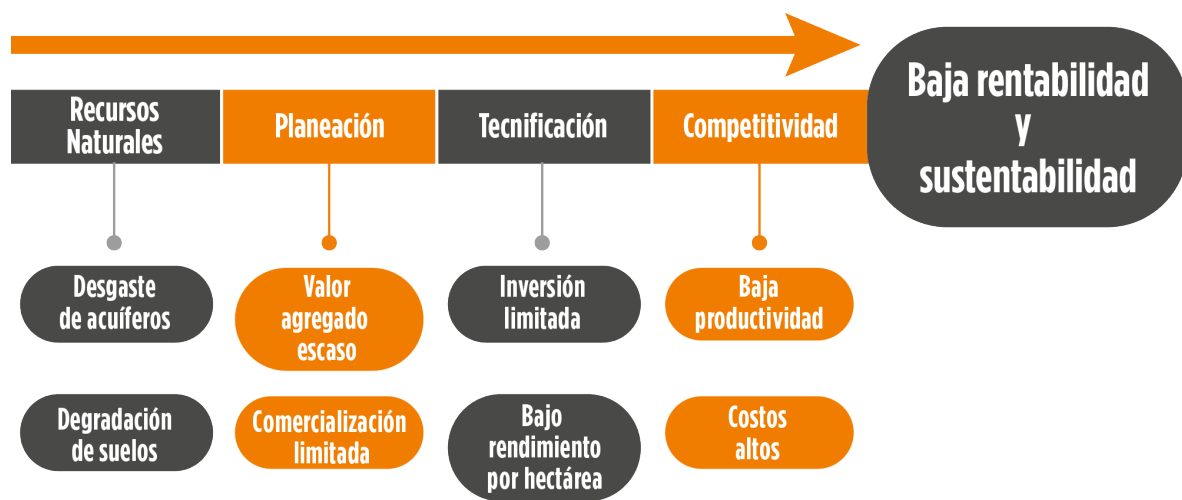 Recursos
Naturales
Planeación
Tecnificación
Competitividad
Baja rentabilidad
y
sustentabilidad
Desgaste
de acuíferos
Valor
agregado
escaso
Inversión
limitada
Baja
productividad
Degradación
de suelos
Comercialización
limitada
Bajo
rendimiento
por hectárea
Costos
altos